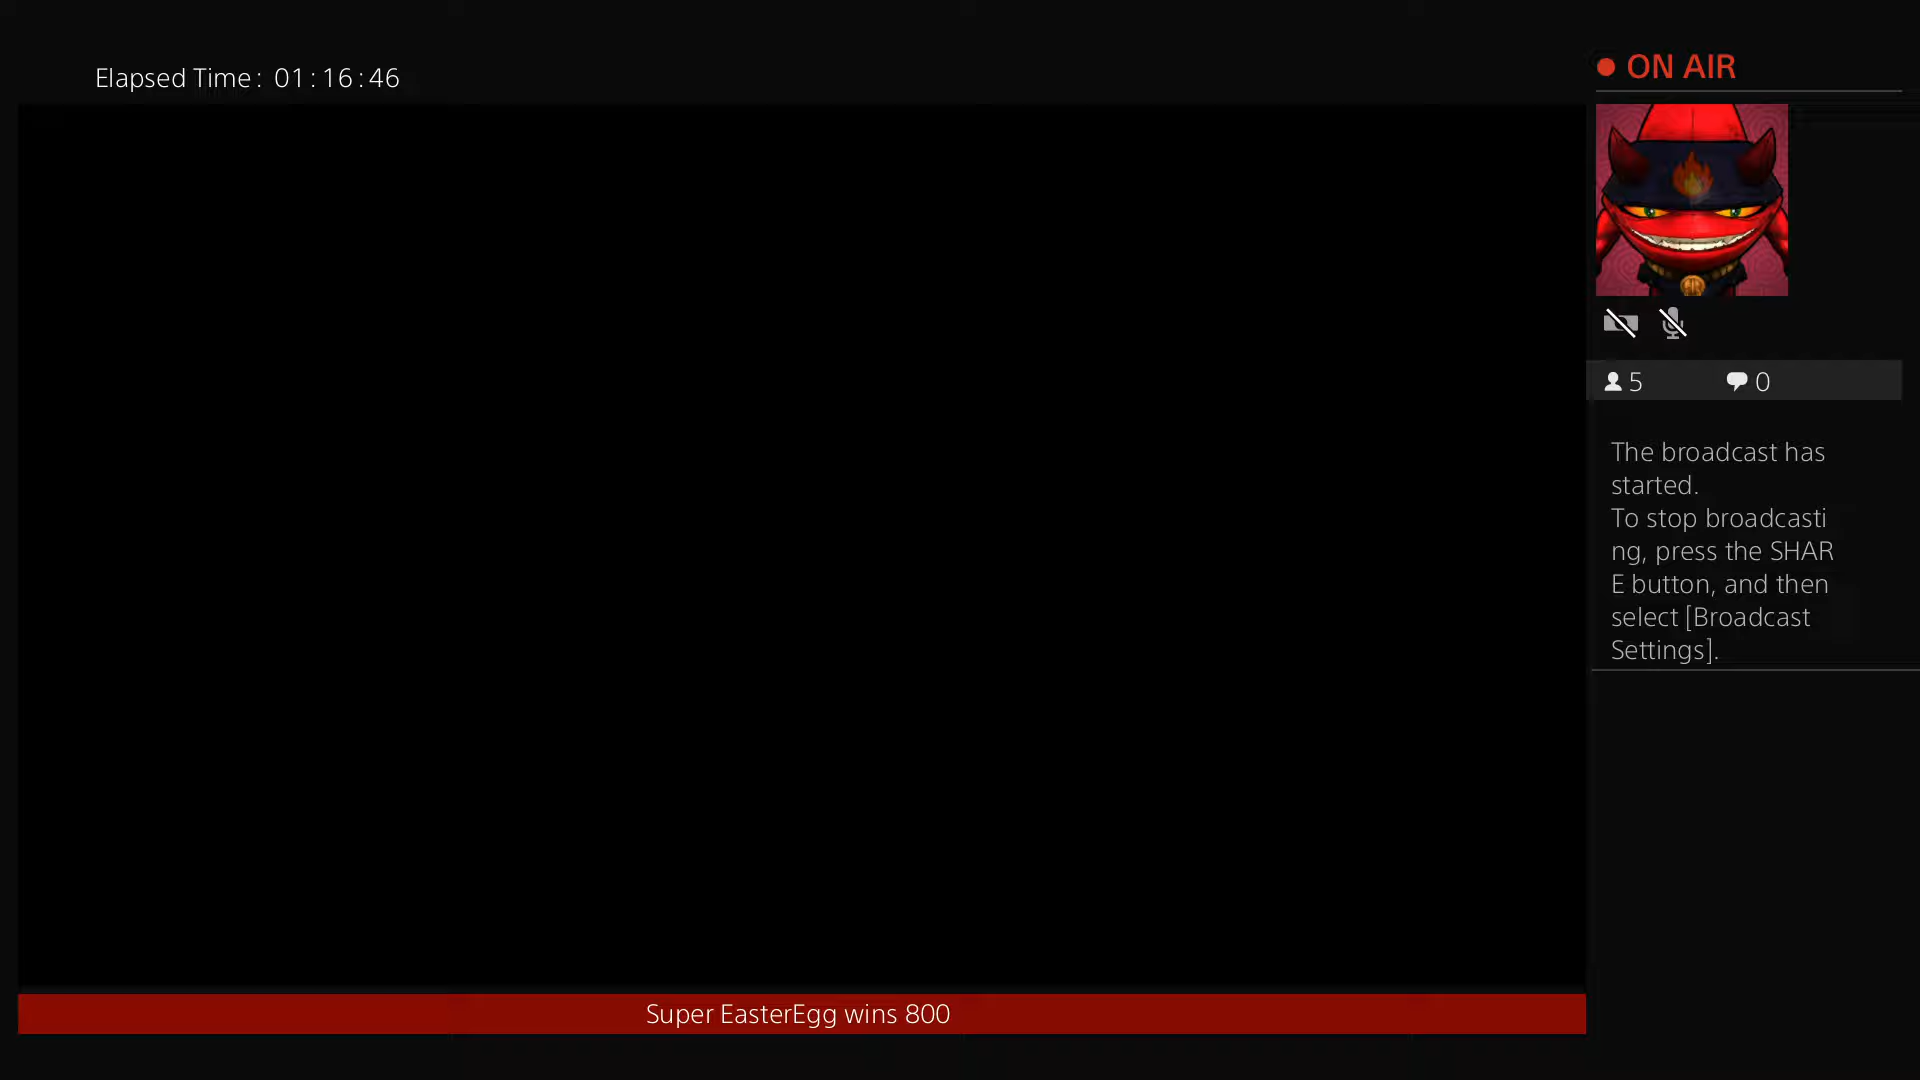 Elapsed Time: 01:16:46
ON AIR
5 0
The broadcast has
started.
To stop broadcasti
ng, press the SHAR
E button, and then
select [Broadcast
Settings].
Super EasterEgg wins 800